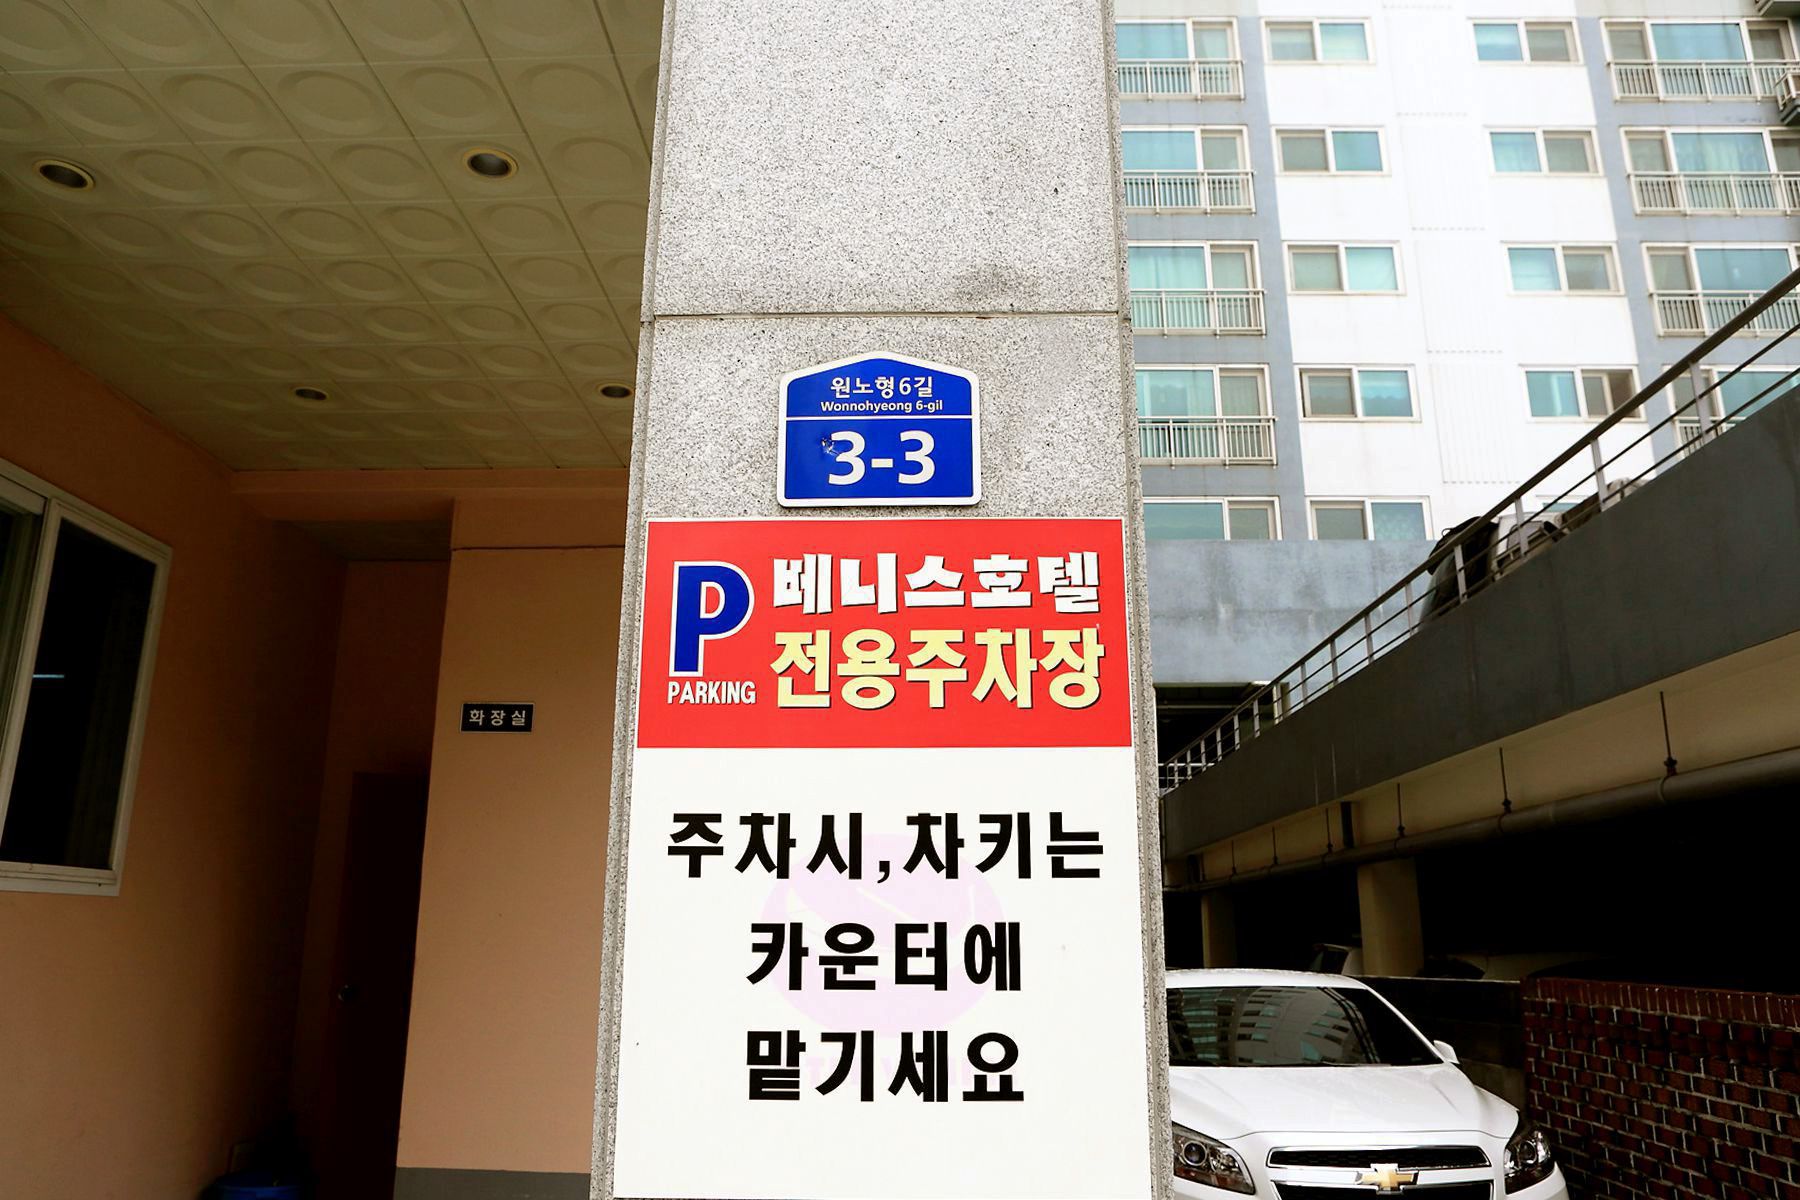 원노형6길
Wonnohyeong 6-gil
3-3
P
PARKING
베니스호텔
전용주차장
화장실
주차시,차키는
카운터에
맡기세요